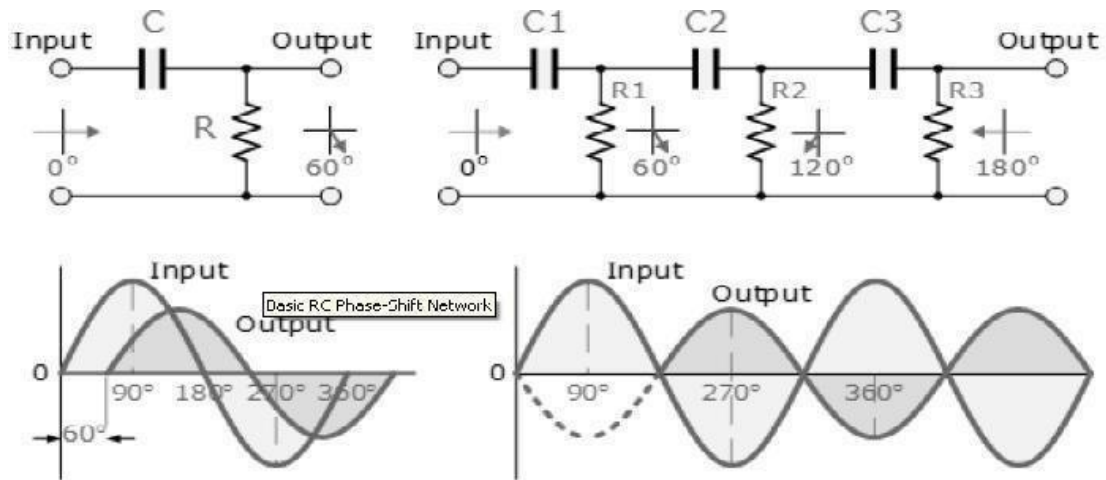 C
Input
Output
R
0°
60°
C1
C2
C3
Input
Output
R1
R2
R3
0°
60°
120°
180°
Input
Basic RC Phase-Shift Network
Output
0
90°
180°
270°
360°
60°
Input
Output
0
90°
270°
360°